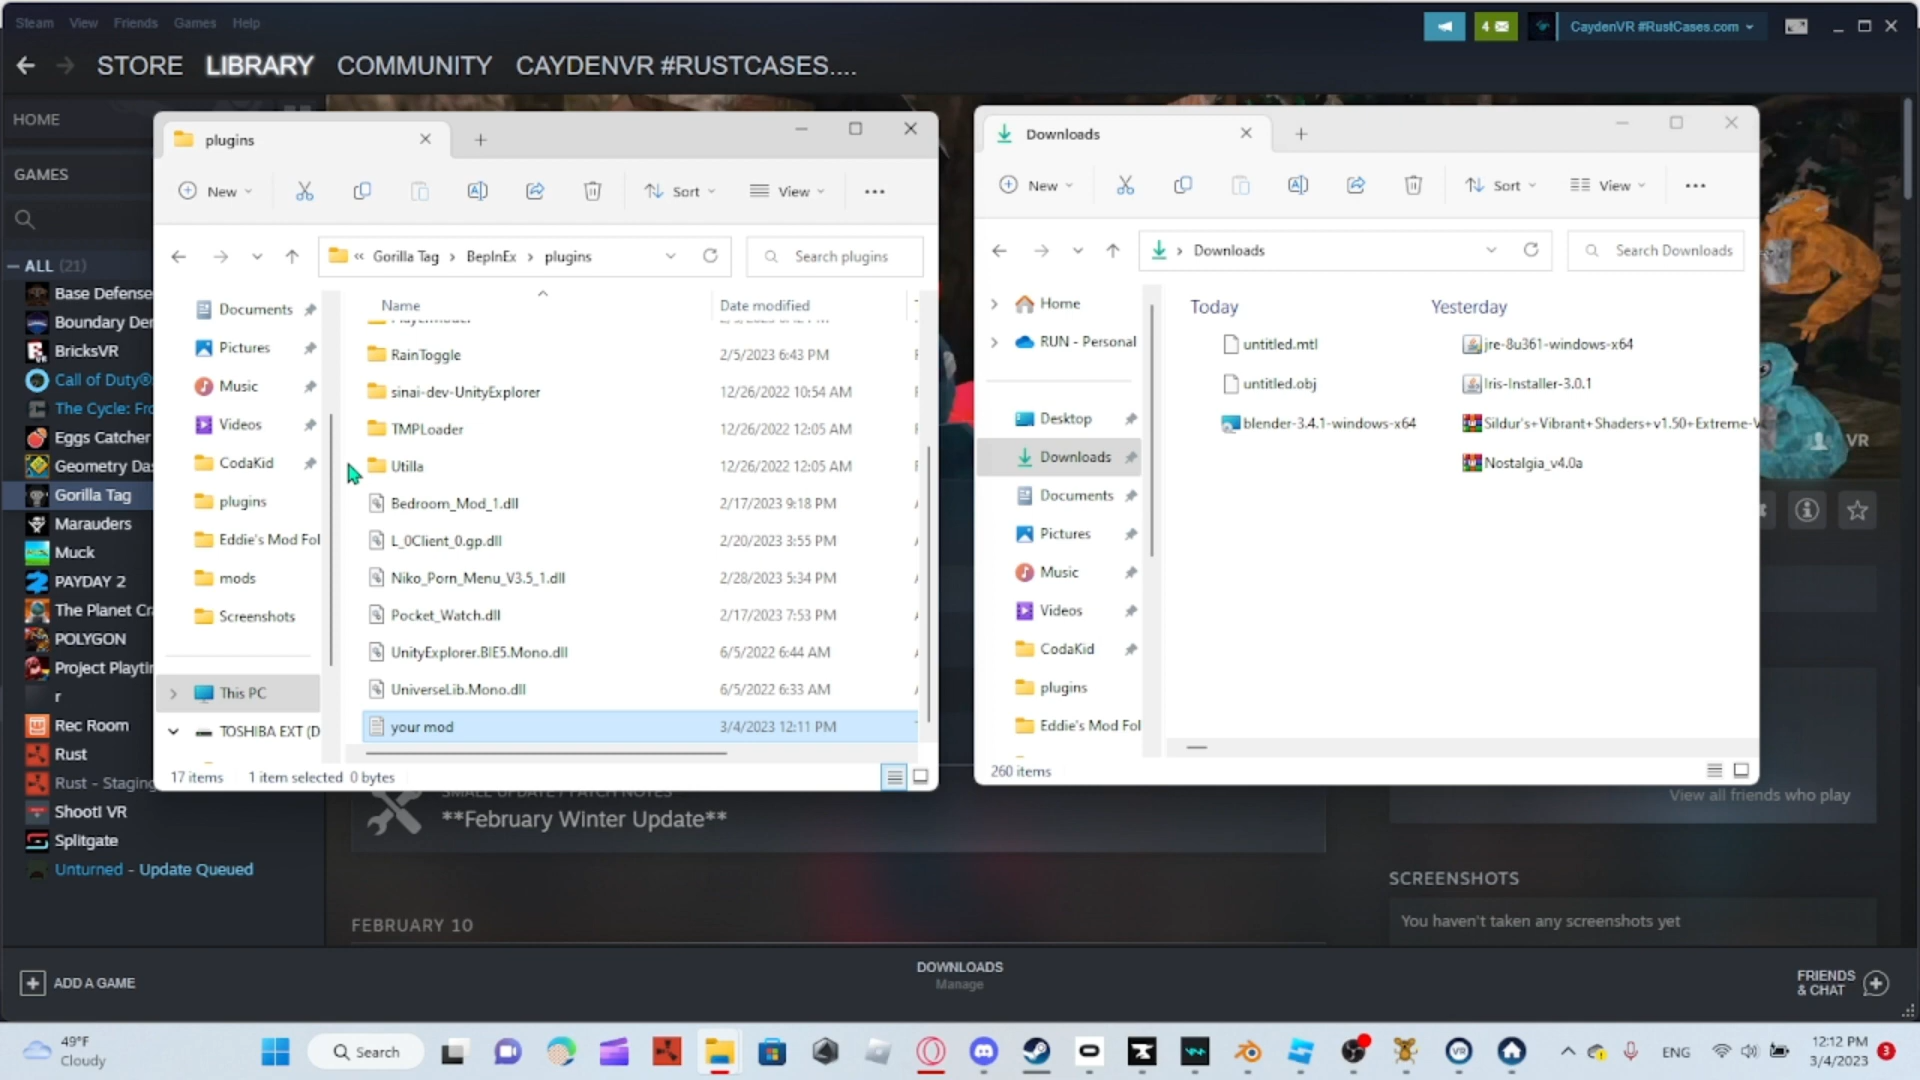 Steam View Friends Games Help
4
CaydenVR #RustCases.com
STORE LIBRARY COMMUNITY CAYDENVR #RUSTCASES....
HOME
GAMES
ALL (21)
Base Defense
Boundary Der
BricksVR
Call of Duty®
The Cycle: Fro
Eggs Catcher
Geometry Das
Gorilla Tag
Marauders
Muck
PAYDAY 2
The Planet Cra
POLYGON
Project Playtin
r
Rec Room
Rust
Rust - Staging
Shoot! VR
Splitgate
Unturned - Update Queued
plugins
New
Sort
View
« Gorilla Tag > BepInEx > plugins
Search plugins
Documents
Pictures
Music
Videos
CodaKid
plugins
Eddie's Mod Fol
mods
Screenshots
This PC
TOSHIBA EXT (D
Name Date modified
RainToggle 2/5/2023 6:43 PM
sinai-dev-UnityExplorer 12/26/2022 10:54 AM
TMPLoader 12/26/2022 12:05 AM
Utilla 12/26/2022 12:05 AM
Bedroom_Mod_1.dll 2/17/2023 9:18 PM
L_0Client_0.gp.dll 2/20/2023 3:55 PM
Niko_Porn_Menu_V3.5_1.dll 2/28/2023 5:34 PM
Pocket_Watch.dll 2/17/2023 7:53 PM
UnityExplorer.BIE5.Mono.dll 6/5/2022 6:44 AM
UniverseLib.Mono.dll 6/5/2022 6:33 AM
your mod 3/4/2023 12:11 PM
17 items 1 item selected 0 bytes
Downloads
New
Sort
View
> Downloads
Search Downloads
Home
RUN - Personal
Desktop
Downloads
Documents
Pictures
Music
Videos
CodaKid
plugins
Eddie's Mod Fol
Today
untitled.mtl
untitled.obj
blender-3.4.1-windows-x64
Yesterday
jre-8u361-windows-x64
Iris-Installer-3.0.1
Sildur's+Vibrant+Shaders+v1.50+Extreme-V
Nostalgia_v4.0a
260 items
VR
View all friends who play
SMALL UPDATE / PATCH NOTES
**February Winter Update**
FEBRUARY 10
SCREENSHOTS
You haven't taken any screenshots yet
ADD A GAME
DOWNLOADS
Manage
FRIENDS
& CHAT
49°F
Cloudy
Search
ENG
12:12 PM
3/4/2023
3